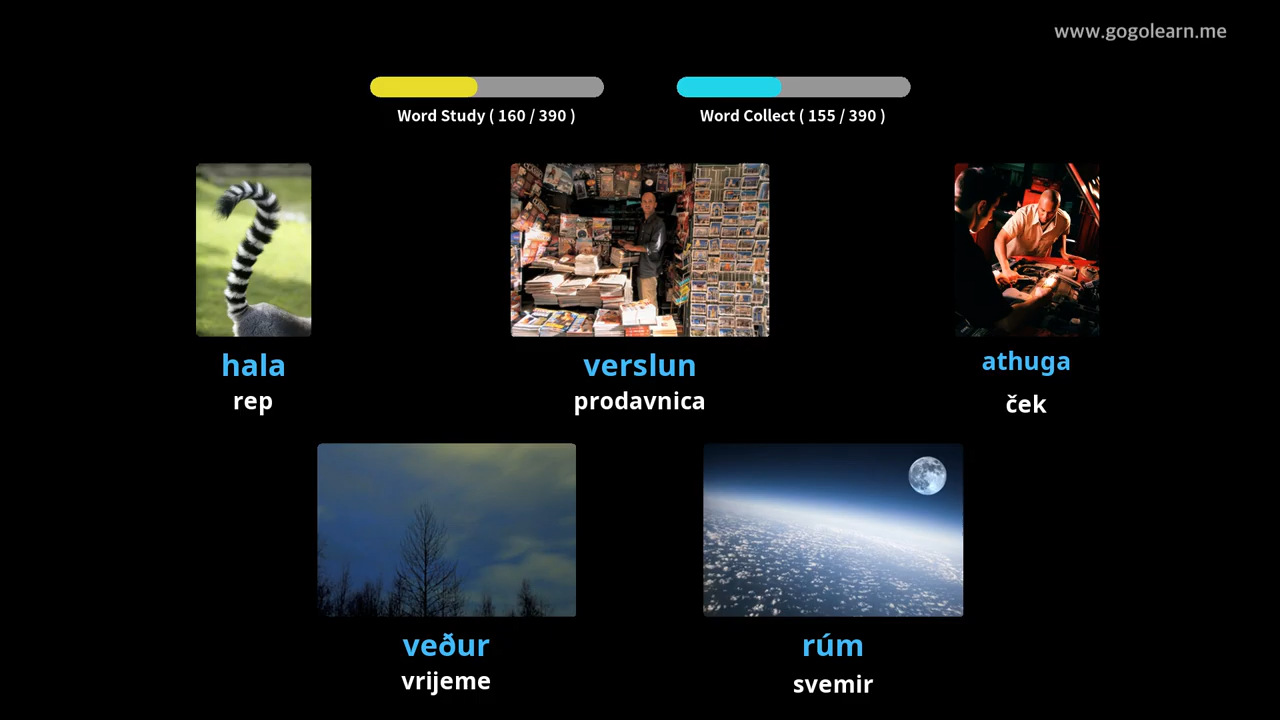 www.gogolearn.me
Word Study ( 160 / 390 )
Word Collect ( 155 / 390 )
hala
rep
verslun
prodavnica
athuga
ček
veður
vrijeme
rúm
svemir